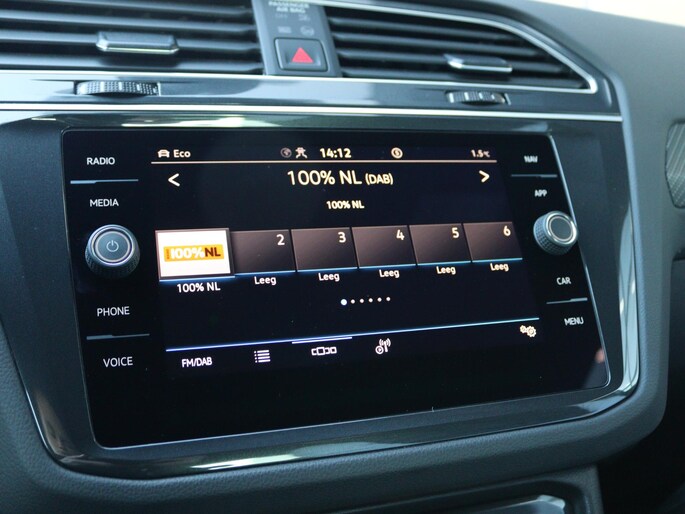 PASSENGER
AIR BAG
RADIO
MEDIA
PHONE
VOICE
Eco
14:12
1.5°C
< 100% NL (DAB) >
100% NL
100%NL
2
3
4
5
6
100% NL
Leeg
Leeg
Leeg
Leeg
Leeg
FM/DAB
NAV
APP
CAR
MENU